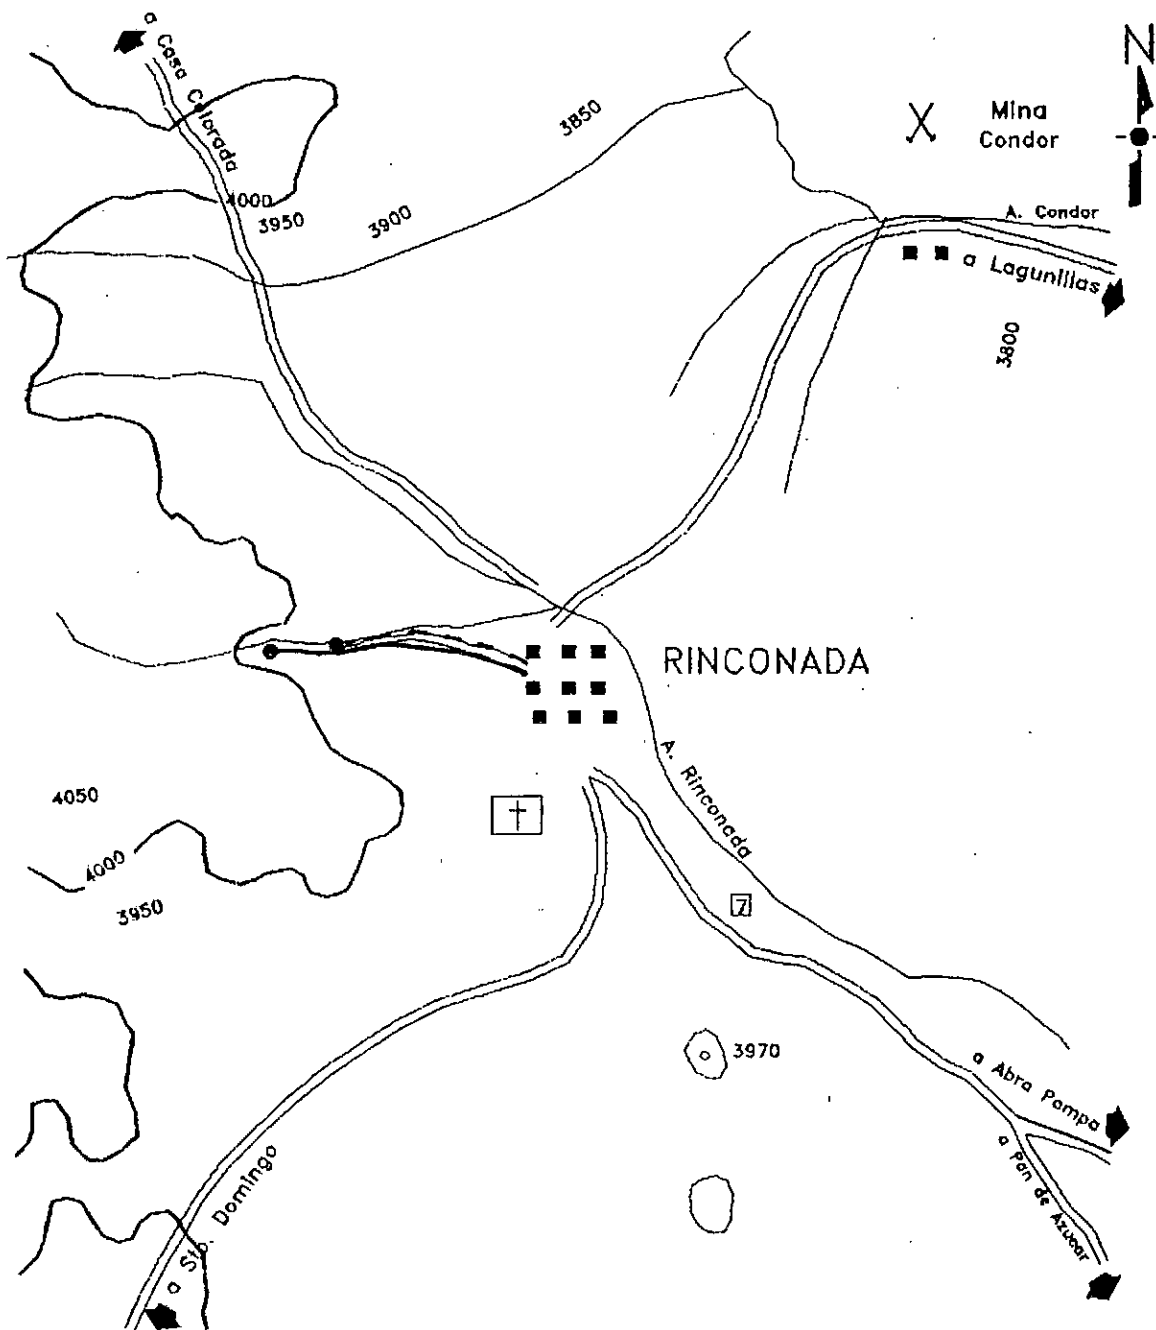 N
a Casa Colorada
3850
Mina
Condor
4000
3950
3900
A. Condor
a Lagunillas
3800
RINCONADA
A. Rinconada
4050
4000
3950
7
3970
a Abra Pampa
a Pan de Azucar
a Sto. Domingo